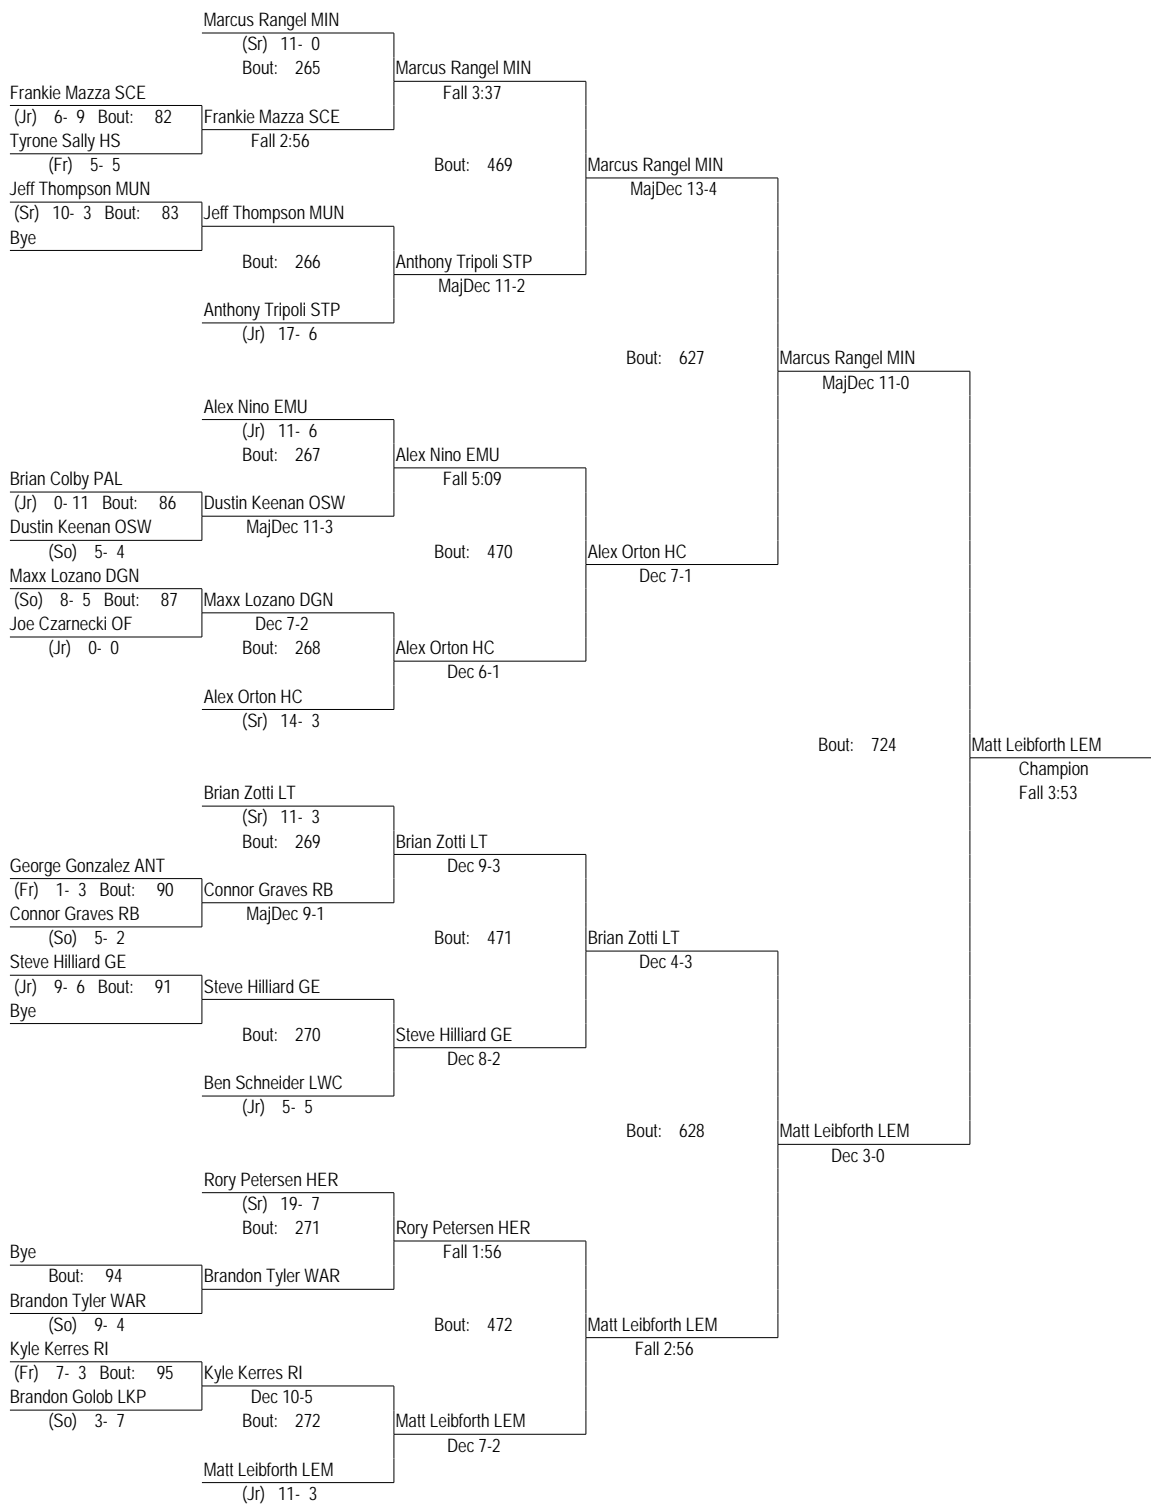 Marcus Rangel MIN
(Sr) 11- 0
Bout: 265
Marcus Rangel MIN
Fall 3:37
Frankie Mazza SCE
(Jr) 6- 9 Bout: 82
Frankie Mazza SCE
Tyrone Sally HS
Fall 2:56
(Fr) 5- 5
Bout: 469
Marcus Rangel MIN
MajDec 13-4
Jeff Thompson MUN
(Sr) 10- 3 Bout: 83
Jeff Thompson MUN
Bye
Bout: 266
Anthony Tripoli STP
MajDec 11-2
Anthony Tripoli STP
(Jr) 17- 6
Bout: 627
Marcus Rangel MIN
MajDec 11-0
Alex Nino EMU
(Jr) 11- 6
Bout: 267
Alex Nino EMU
Fall 5:09
Brian Colby PAL
(Jr) 0- 11 Bout: 86
Dustin Keenan OSW
Dustin Keenan OSW
MajDec 11-3
(So) 5- 4
Bout: 470
Alex Orton HC
Dec 7-1
Maxx Lozano DGN
(So) 8- 5 Bout: 87
Maxx Lozano DGN
Joe Czarnecki OF
Dec 7-2
(Jr) 0- 0
Bout: 268
Alex Orton HC
Dec 6-1
Alex Orton HC
(Sr) 14- 3
Bout: 724
Matt Leibforth LEM
Champion
Fall 3:53
Brian Zotti LT
(Sr) 11- 3
Bout: 269
Brian Zotti LT
Dec 9-3
George Gonzalez ANT
(Fr) 1- 3 Bout: 90
Connor Graves RB
Connor Graves RB
MajDec 9-1
(So) 5- 2
Bout: 471
Brian Zotti LT
Dec 4-3
Steve Hilliard GE
(Jr) 9- 6 Bout: 91
Steve Hilliard GE
Bye
Bout: 270
Steve Hilliard GE
Dec 8-2
Ben Schneider LWC
(Jr) 5- 5
Bout: 628
Matt Leibforth LEM
Dec 3-0
Rory Petersen HER
(Sr) 19- 7
Bout: 271
Rory Petersen HER
Fall 1:56
Bye
Bout: 94
Brandon Tyler WAR
Brandon Tyler WAR
(So) 9- 4
Bout: 472
Matt Leibforth LEM
Fall 2:56
Kyle Kerres RI
(Fr) 7- 3 Bout: 95
Kyle Kerres RI
Brandon Golob LKP
Dec 10-5
(So) 3- 7
Bout: 272
Matt Leibforth LEM
Dec 7-2
Matt Leibforth LEM
(Jr) 11- 3